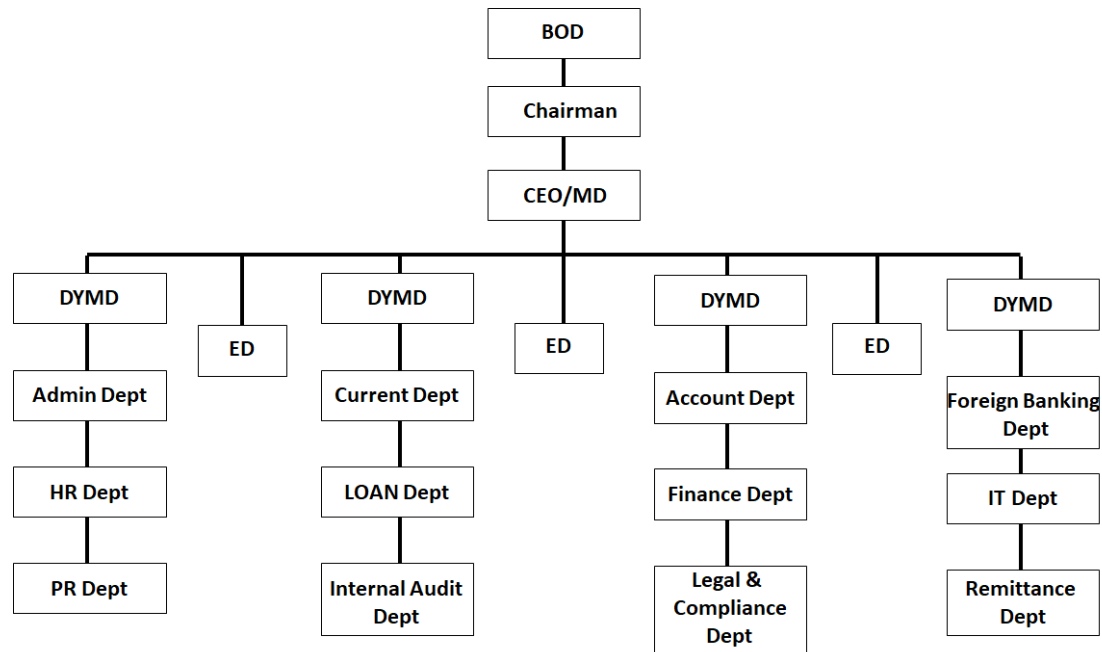 BOD
Chairman
CEO/MD
DYMD
DYMD
DYMD
DYMD
ED
ED
ED
Admin Dept
Current Dept
Account Dept
Foreign Banking
Dept
HR Dept
LOAN Dept
Finance Dept
IT Dept
PR Dept
Internal Audit
Dept
Legal &
Compliance
Dept
Remittance
Dept